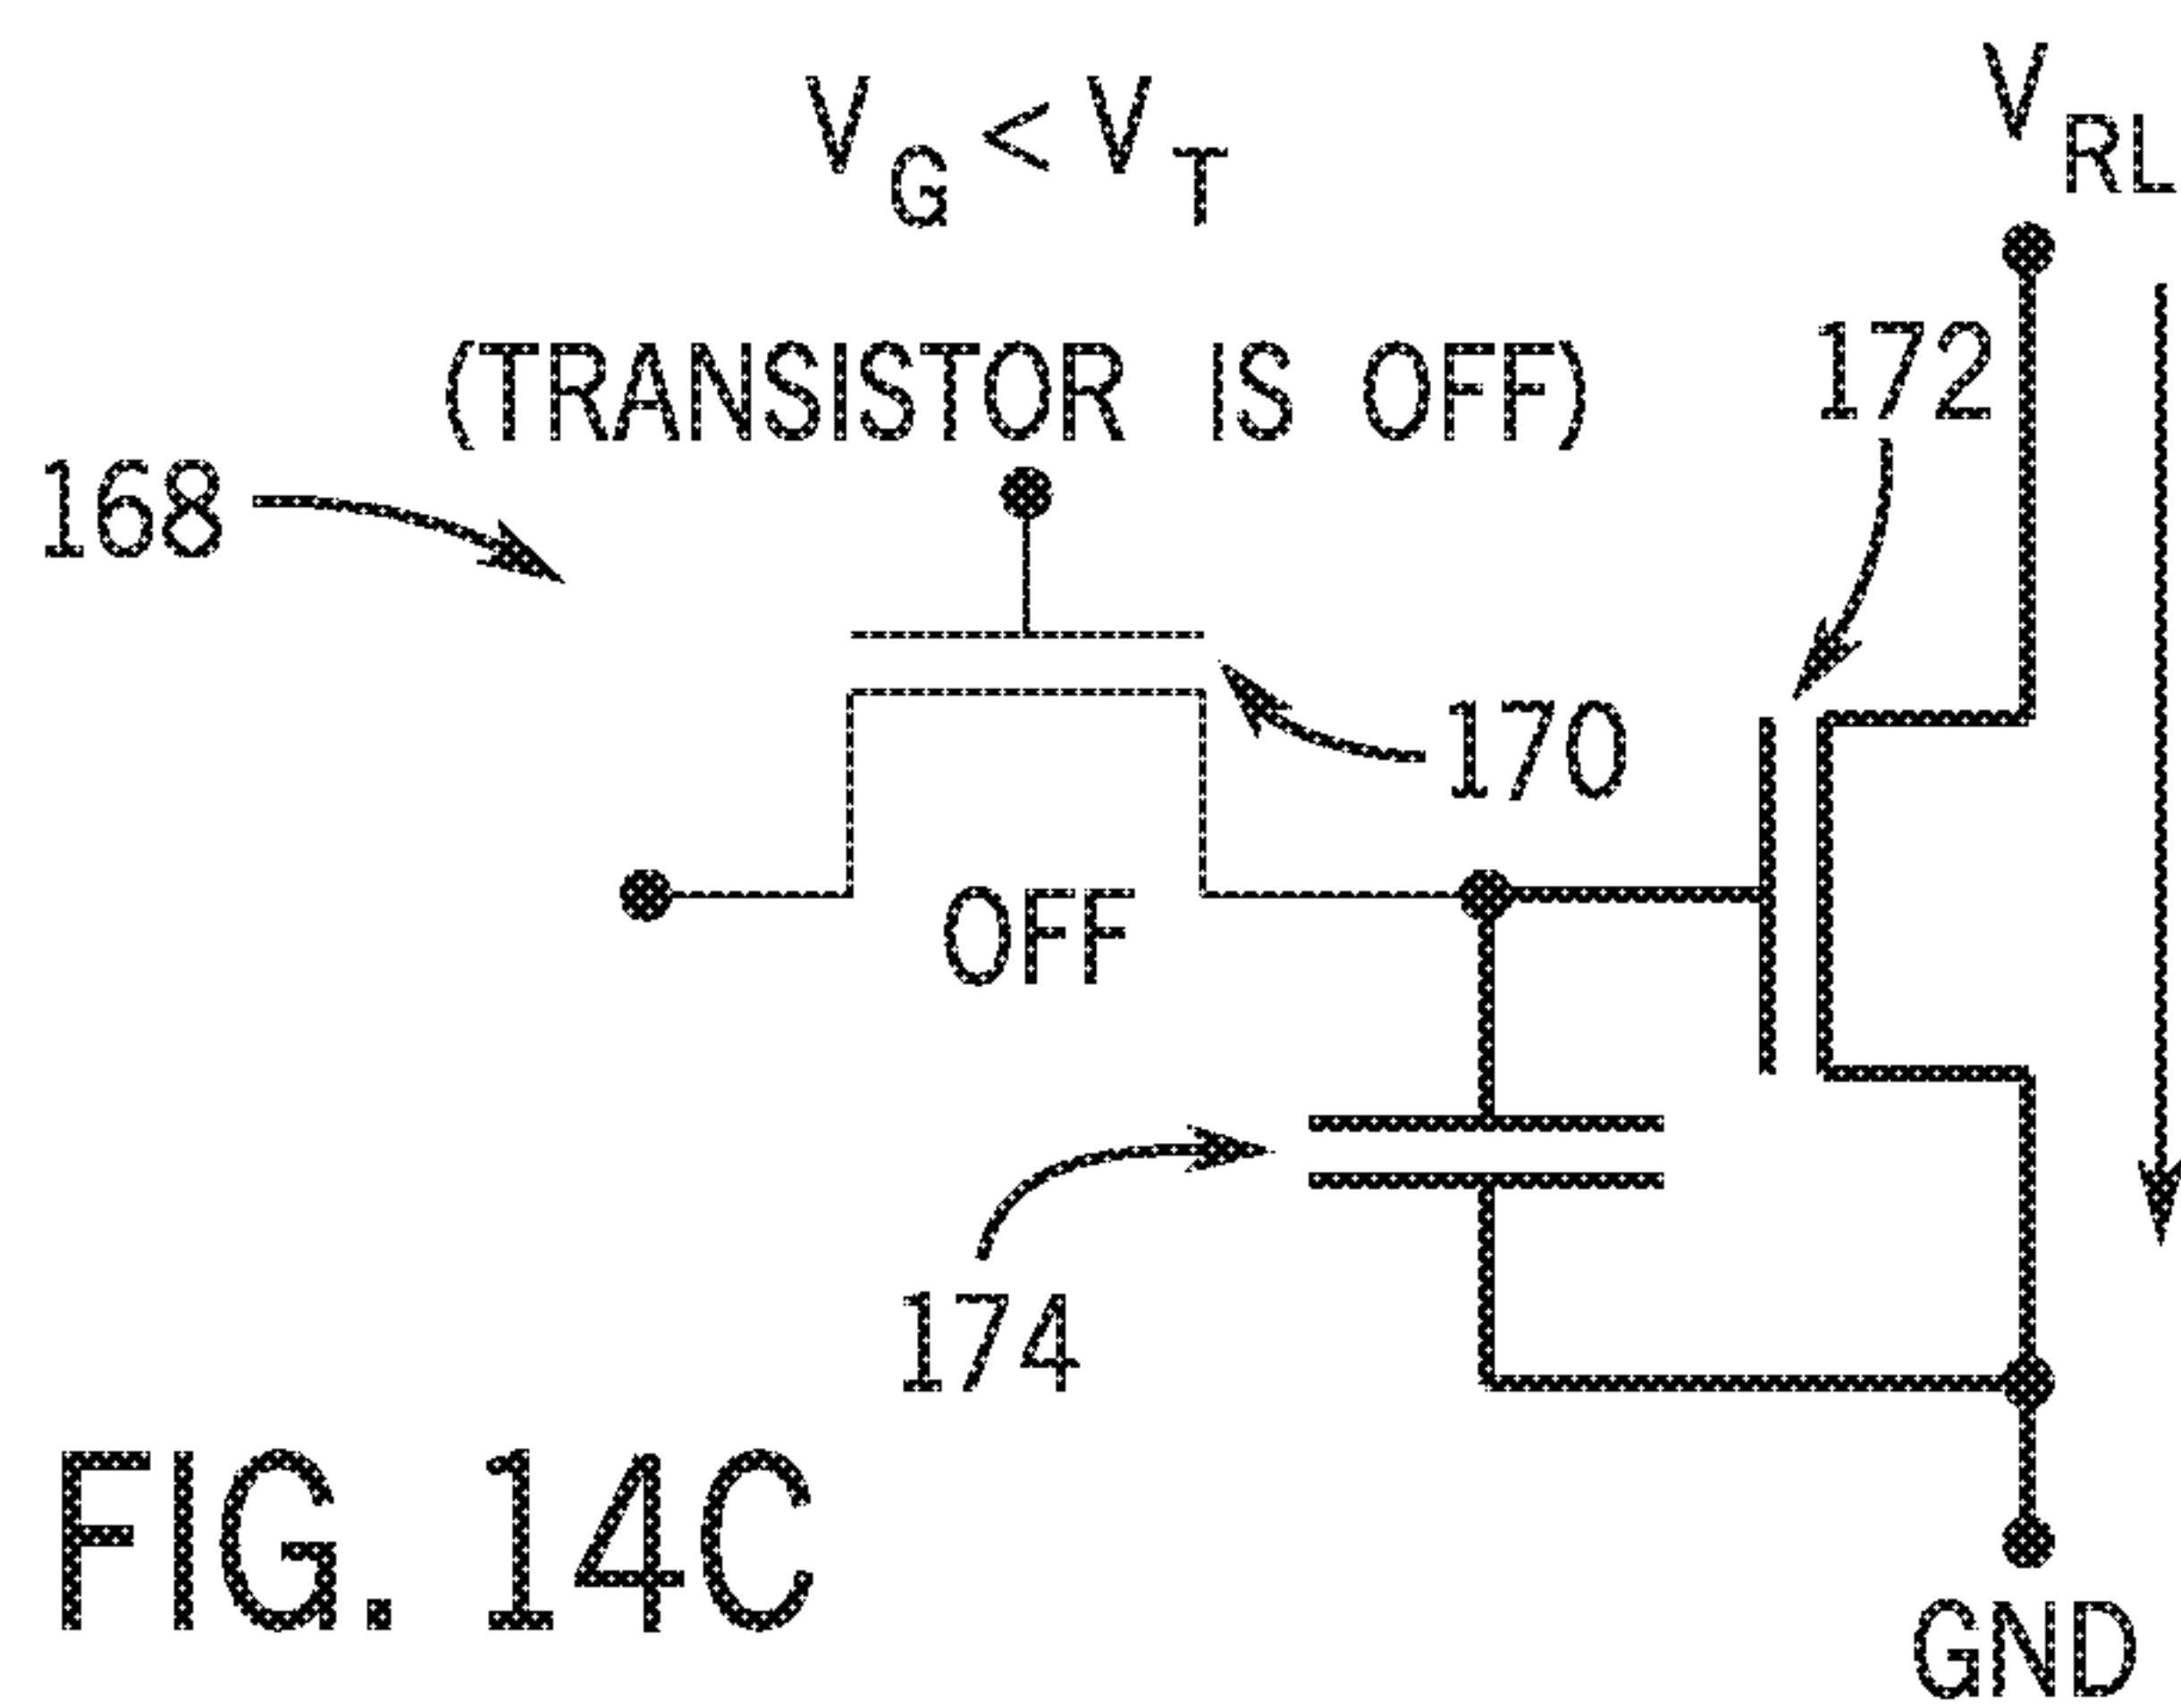 V_G < V_T
V_RL
(TRANSISTOR IS OFF)
172
168
170
OFF
174
FIG. 14C
GND